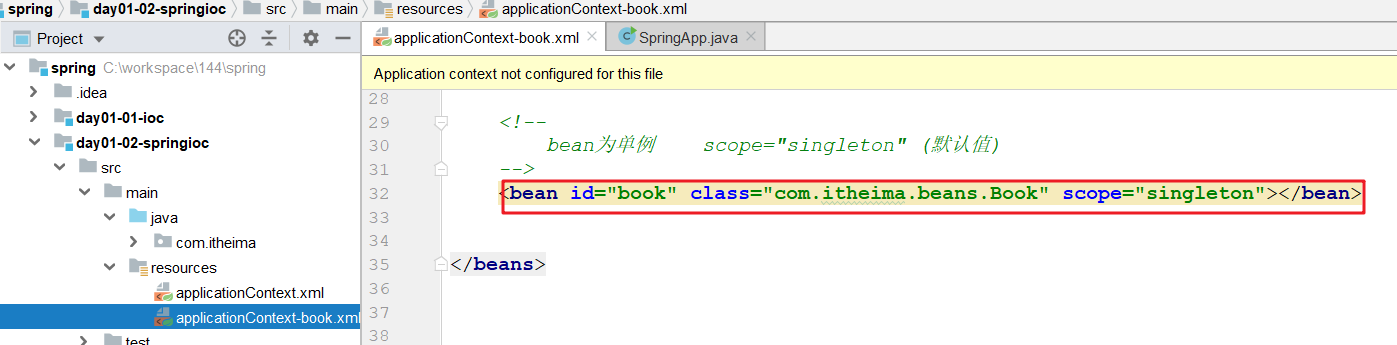 spring day01-02-springioc src main resources applicationContext-book.xml
Project
applicationContext-book.xml SpringApp.java
spring C:\workspace\144\spring
.idea
day01-01-ioc
day01-02-springioc
src
main
java
com.itheima
resources
applicationContext.xml
applicationContext-book.xml
test
Application context not configured for this file
28
29 <!--
30 bean为单例 scope="singleton" (默认值)
31 -->
32 <bean id="book" class="com.itheima.beans.Book" scope="singleton"></bean>
33
34
35 </beans>
36
37
38